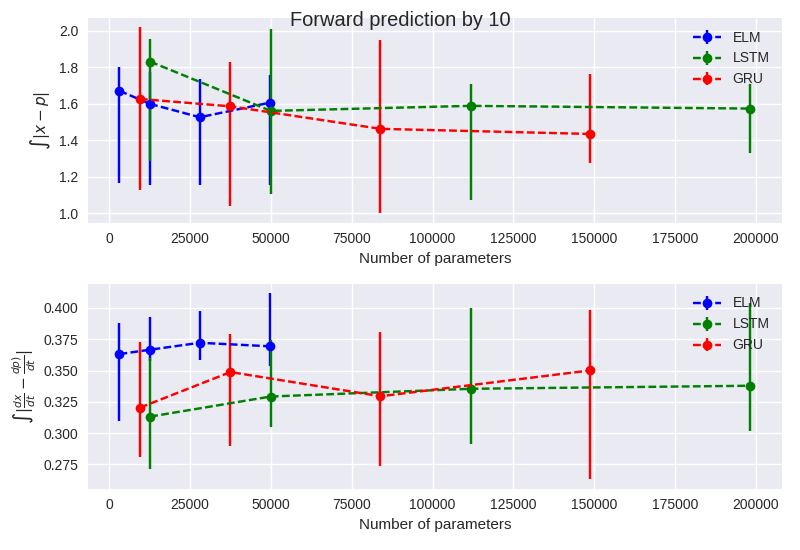 Forward prediction by 10
2.0
1.8
1.6
1.4
1.2
1.0
∫|x − p|
ELM
LSTM
GRU
0 25000 50000 75000 100000 125000 150000 175000 200000
Number of parameters
0.400
0.375
0.350
0.325
0.300
0.275
∫|dx/dt − dp)/dt|
ELM
LSTM
GRU
0 25000 50000 75000 100000 125000 150000 175000 200000
Number of parameters